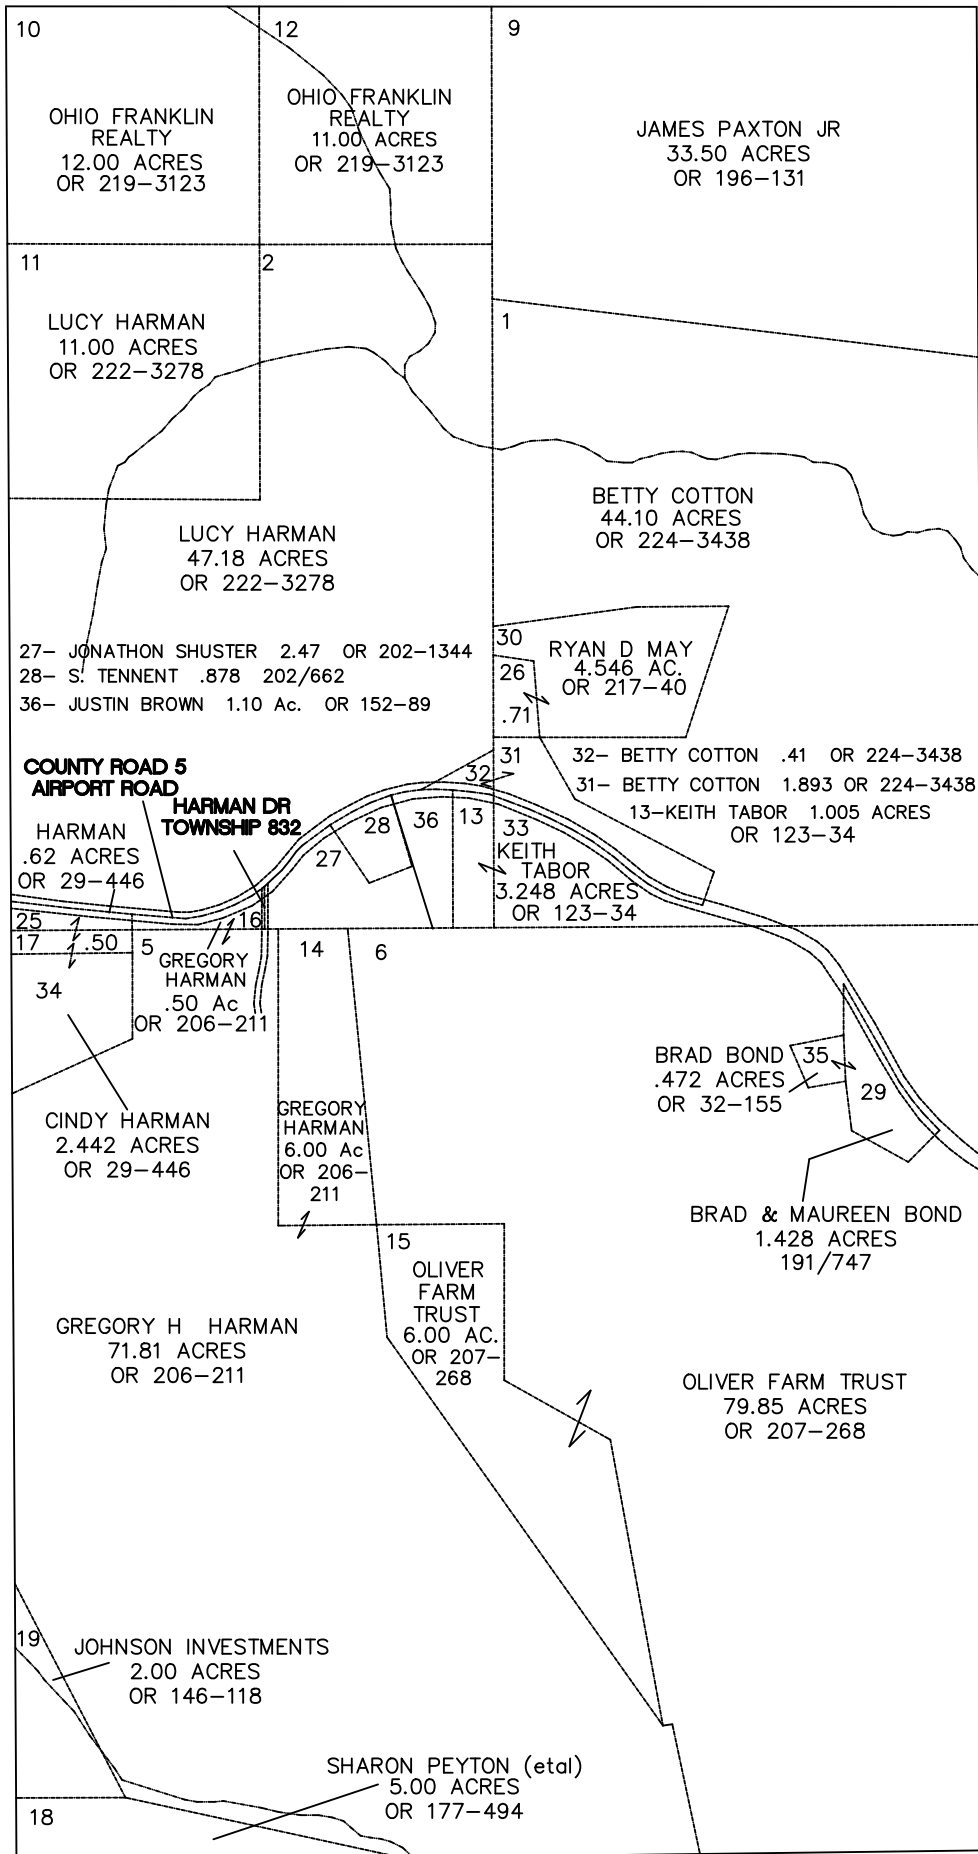 10
12
9
OHIO FRANKLIN
REALTY
12.00 ACRES
OR 219-3123
OHIO FRANKLIN
REALTY
11.00 ACRES
OR 219-3123
JAMES PAXTON JR
33.50 ACRES
OR 196-131
11
2
1
LUCY HARMAN
11.00 ACRES
OR 222-3278
BETTY COTTON
44.10 ACRES
OR 224-3438
LUCY HARMAN
47.18 ACRES
OR 222-3278
27- JONATHON SHUSTER 2.47 OR 202-1344
28- S. TENNENT .878 202/662
36- JUSTIN BROWN 1.10 Ac. OR 152-89
30
RYAN D MAY
4.546 AC.
OR 217-40
26
.71
31
32
32- BETTY COTTON .41 OR 224-3438
31- BETTY COTTON 1.893 OR 224-3438
13-KEITH TABOR 1.005 ACRES
OR 123-34
COUNTY ROAD 5
AIRPORT ROAD
HARMAN DR
TOWNSHIP 832
HARMAN
.62 ACRES
OR 29-446
27
28
36
13
33
KEITH
TABOR
3.248 ACRES
OR 123-34
25
16
17
.50
5
14
6
GREGORY
HARMAN
.50 Ac
OR 206-211
34
CINDY HARMAN
2.442 ACRES
OR 29-446
GREGORY
HARMAN
6.00 Ac
OR 206-
211
BRAD BOND
.472 ACRES
OR 32-155
35
29
BRAD & MAUREEN BOND
1.428 ACRES
191/747
15
OLIVER
FARM
TRUST
6.00 AC.
OR 207-
268
GREGORY H HARMAN
71.81 ACRES
OR 206-211
OLIVER FARM TRUST
79.85 ACRES
OR 207-268
19
JOHNSON INVESTMENTS
2.00 ACRES
OR 146-118
SHARON PEYTON (etal)
5.00 ACRES
OR 177-494
18